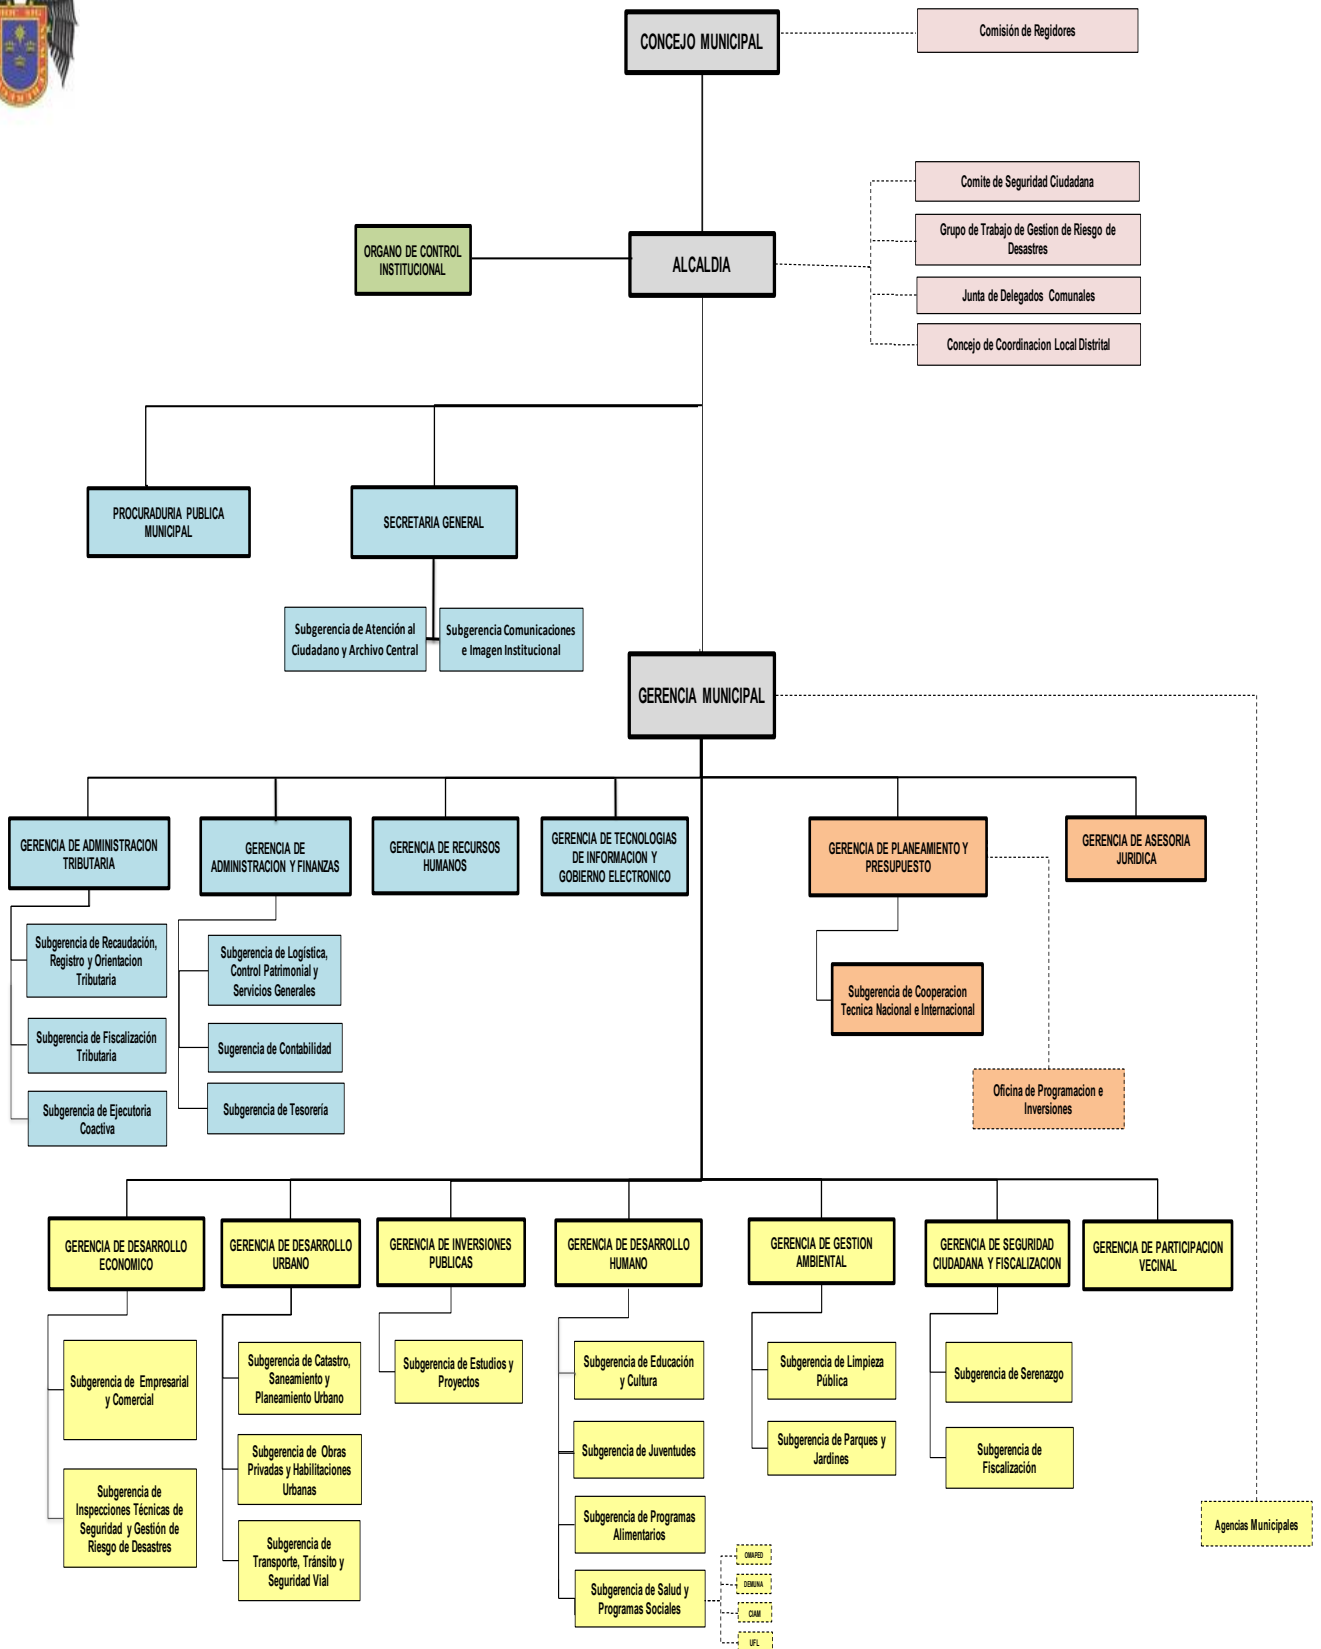 CONCEJO MUNICIPAL
Comisión de Regidores
Comite de Seguridad Ciudadana
Grupo de Trabajo de Gestion de Riesgo de
Desastres
Junta de Delegados Comunales
Concejo de Coordinacion Local Distrital
ORGANO DE CONTROL
INSTITUCIONAL
ALCALDIA
PROCURADURIA PUBLICA
MUNICIPAL
SECRETARIA GENERAL
Subgerencia de Atención al
Ciudadano y Archivo Central
Subgerencia Comunicaciones
e Imagen Institucional
GERENCIA MUNICIPAL
GERENCIA DE ADMINISTRACION
TRIBUTARIA
GERENCIA DE
ADMINISTRACION Y FINANZAS
GERENCIA DE RECURSOS
HUMANOS
GERENCIA DE TECNOLOGIAS
DE INFORMACION Y
GOBIERNO ELECTRONICO
GERENCIA DE PLANEAMIENTO Y
PRESUPUESTO
GERENCIA DE ASESORIA
JURIDICA
Subgerencia de Recaudación,
Registro y Orientacion
Tributaria
Subgerencia de Fiscalización
Tributaria
Subgerencia de Ejecutoria
Coactiva
Subgerencia de Logística,
Control Patrimonial y
Servicios Generales
Sugerencia de Contabilidad
Subgerencia de Tesorería
Subgerencia de Cooperacion
Tecnica Nacional e Internacional
Oficina de Programacion e
Inversiones
GERENCIA DE DESARROLLO
ECONOMICO
GERENCIA DE DESARROLLO
URBANO
GERENCIA DE INVERSIONES
PUBLICAS
GERENCIA DE DESARROLLO
HUMANO
GERENCIA DE GESTION
AMBIENTAL
GERENCIA DE SEGURIDAD
CIUDADANA Y FISCALIZACION
GERENCIA DE PARTICIPACION
VECINAL
Subgerencia de Empresarial
y Comercial
Subgerencia de
Inspecciones Técnicas de
Seguridad y Gestión de
Riesgo de Desastres
Subgerencia de Catastro,
Saneamiento y
Planeamiento Urbano
Subgerencia de Obras
Privadas y Habilitaciones
Urbanas
Subgerencia de
Transporte, Tránsito y
Seguridad Vial
Subgerencia de Estudios y
Proyectos
Subgerencia de Educación
y Cultura
Subgerencia de Juventudes
Subgerencia de Programas
Alimentarios
Subgerencia de Salud y
Programas Sociales
OMAPED
DEMUNA
CIAM
UFL
Subgerencia de Limpieza
Pública
Subgerencia de Parques y
Jardines
Subgerencia de Serenazgo
Subgerencia de
Fiscalización
Agencias Municipales